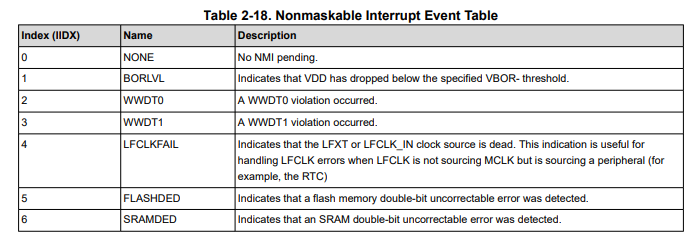 Table 2-18. Nonmaskable Interrupt Event Table
Index (IIDX) Name Description
0 NONE No NMI pending.
1 BORLVL Indicates that VDD has dropped below the specified VBOR- threshold.
2 WWDT0 A WWDT0 violation occurred.
3 WWDT1 A WWDT1 violation occurred.
4 LFCLKFAIL Indicates that the LFXT or LFCLK_IN clock source is dead. This indication is useful for
handling LFCLK errors when LFCLK is not sourcing MCLK but is sourcing a peripheral (for
example, the RTC)
5 FLASHDED Indicates that a flash memory double-bit uncorrectable error was detected.
6 SRAMDED Indicates that an SRAM double-bit uncorrectable error was detected.